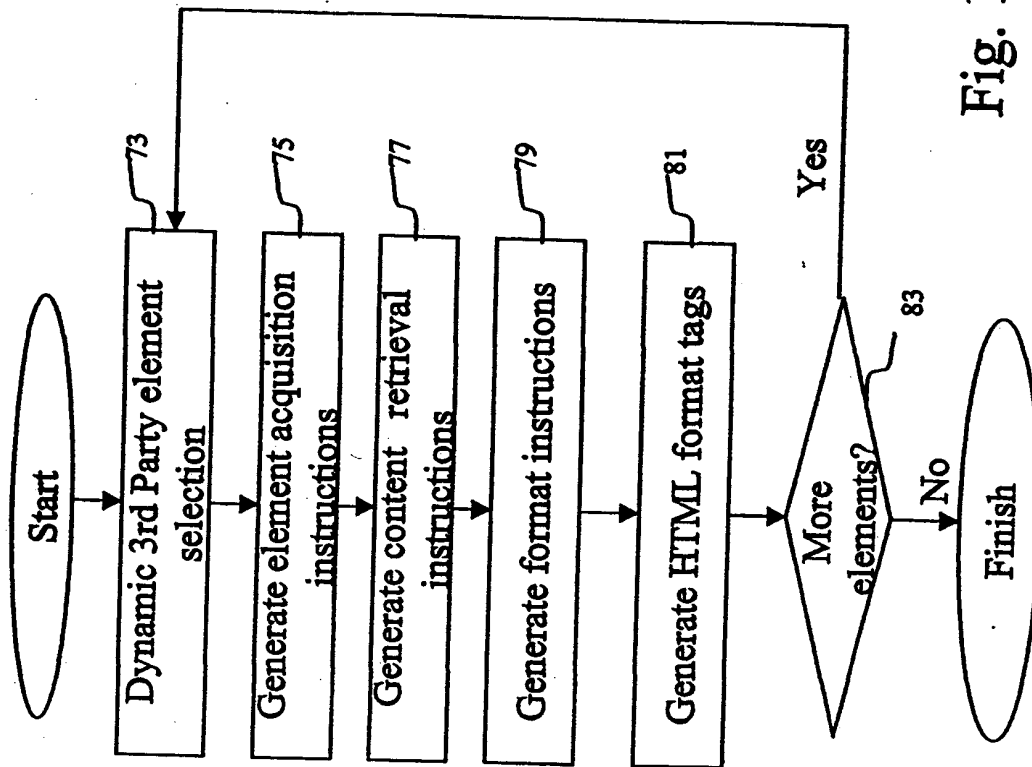 Start
Dynamic 3rd Party element
selection
73
Generate element acquisition
instructions
75
Generate content retrieval
instructions
77
Generate format instructions
79
Generate HTML format tags
81
More
elements?
83
Yes
No
Finish
Fig.